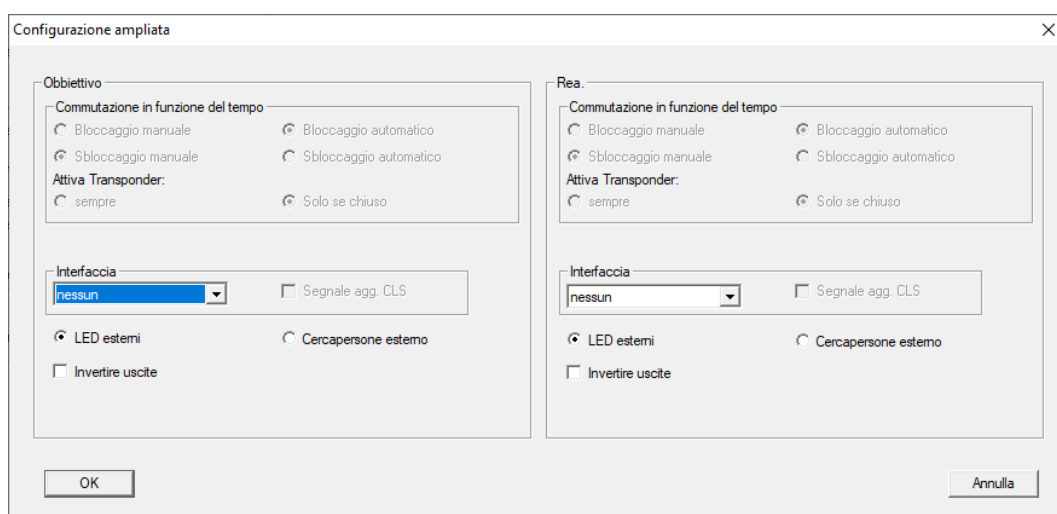 Configurazione ampliata
Obbiettivo
Commutazione in funzione del tempo
Bloccaggio manuale Bloccaggio automatico
Sbloccaggio manuale Sbloccaggio automatico
Attiva Transponder:
sempre Solo se chiuso
Interfaccia
nessun Segnale agg. CLS
LED esterni Cercapersone esterno
Invertire uscite
Rea.
Commutazione in funzione del tempo
Bloccaggio manuale Bloccaggio automatico
Sbloccaggio manuale Sbloccaggio automatico
Attiva Transponder:
sempre Solo se chiuso
Interfaccia
nessun Segnale agg. CLS
LED esterni Cercapersone esterno
Invertire uscite
OK Annulla